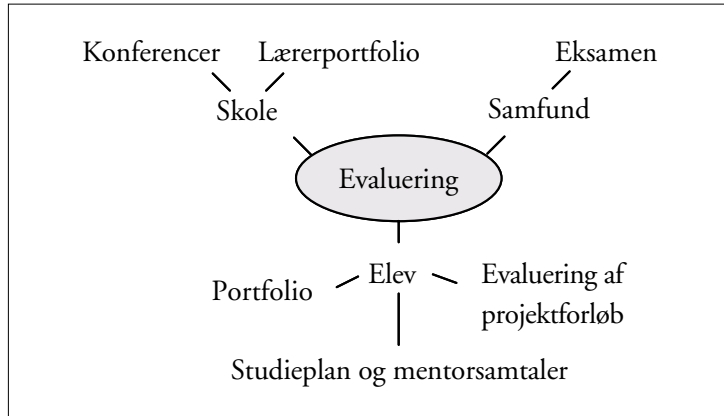 Konferencer Lærerportfolio Eksamen
Skole Samfund
Evaluering
Portfolio Elev Evaluering af
projektforløb
Studieplan og mentorsamtaler